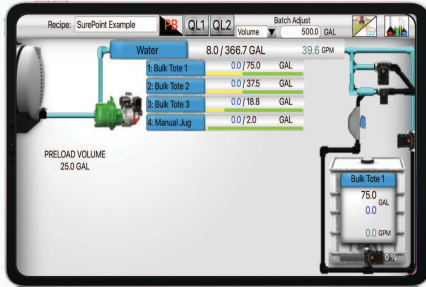 Recipe: SurePoint Example PB QL1 QL2 Batch Adjust
Volume 500.0 GAL
Water 8.0 / 366.7 GAL 39.6 GPM
1: Bulk Tote 1 0.0 / 75.0 GAL
2: Bulk Tote 2 0.0 / 37.5 GAL
3: Bulk Tote 3 0.0 / 18.8 GAL
4: Manual Jug 0.0 / 2.0 GAL
PRELOAD VOLUME
25.0 GAL
Bulk Tote 1
75.0
GAL
0.0
0.0 GPM
0 %